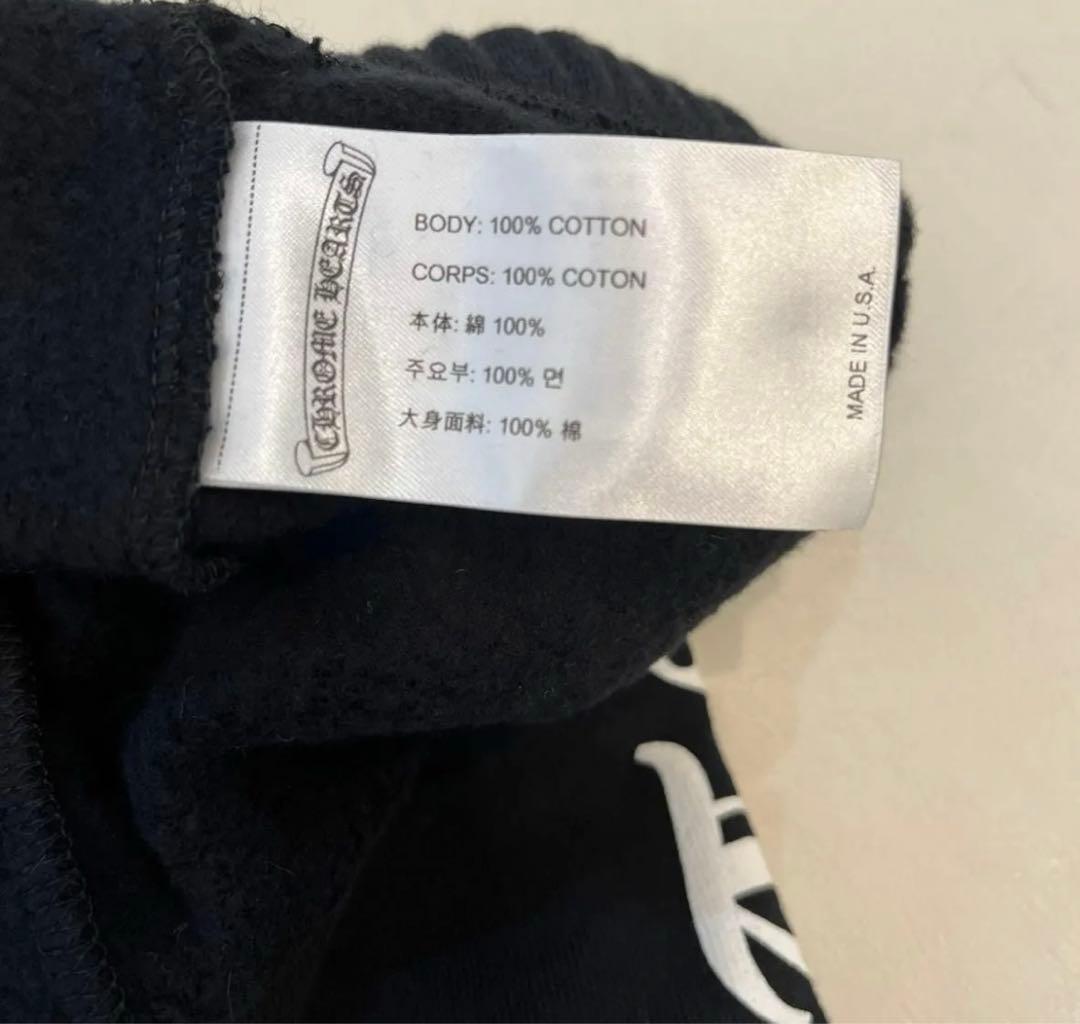 CHROME HEARTS
BODY: 100% COTTON
CORPS: 100% COTON
本体: 綿 100%
주요부: 100% 면
大身面料: 100% 棉
MADE IN U.S.A.